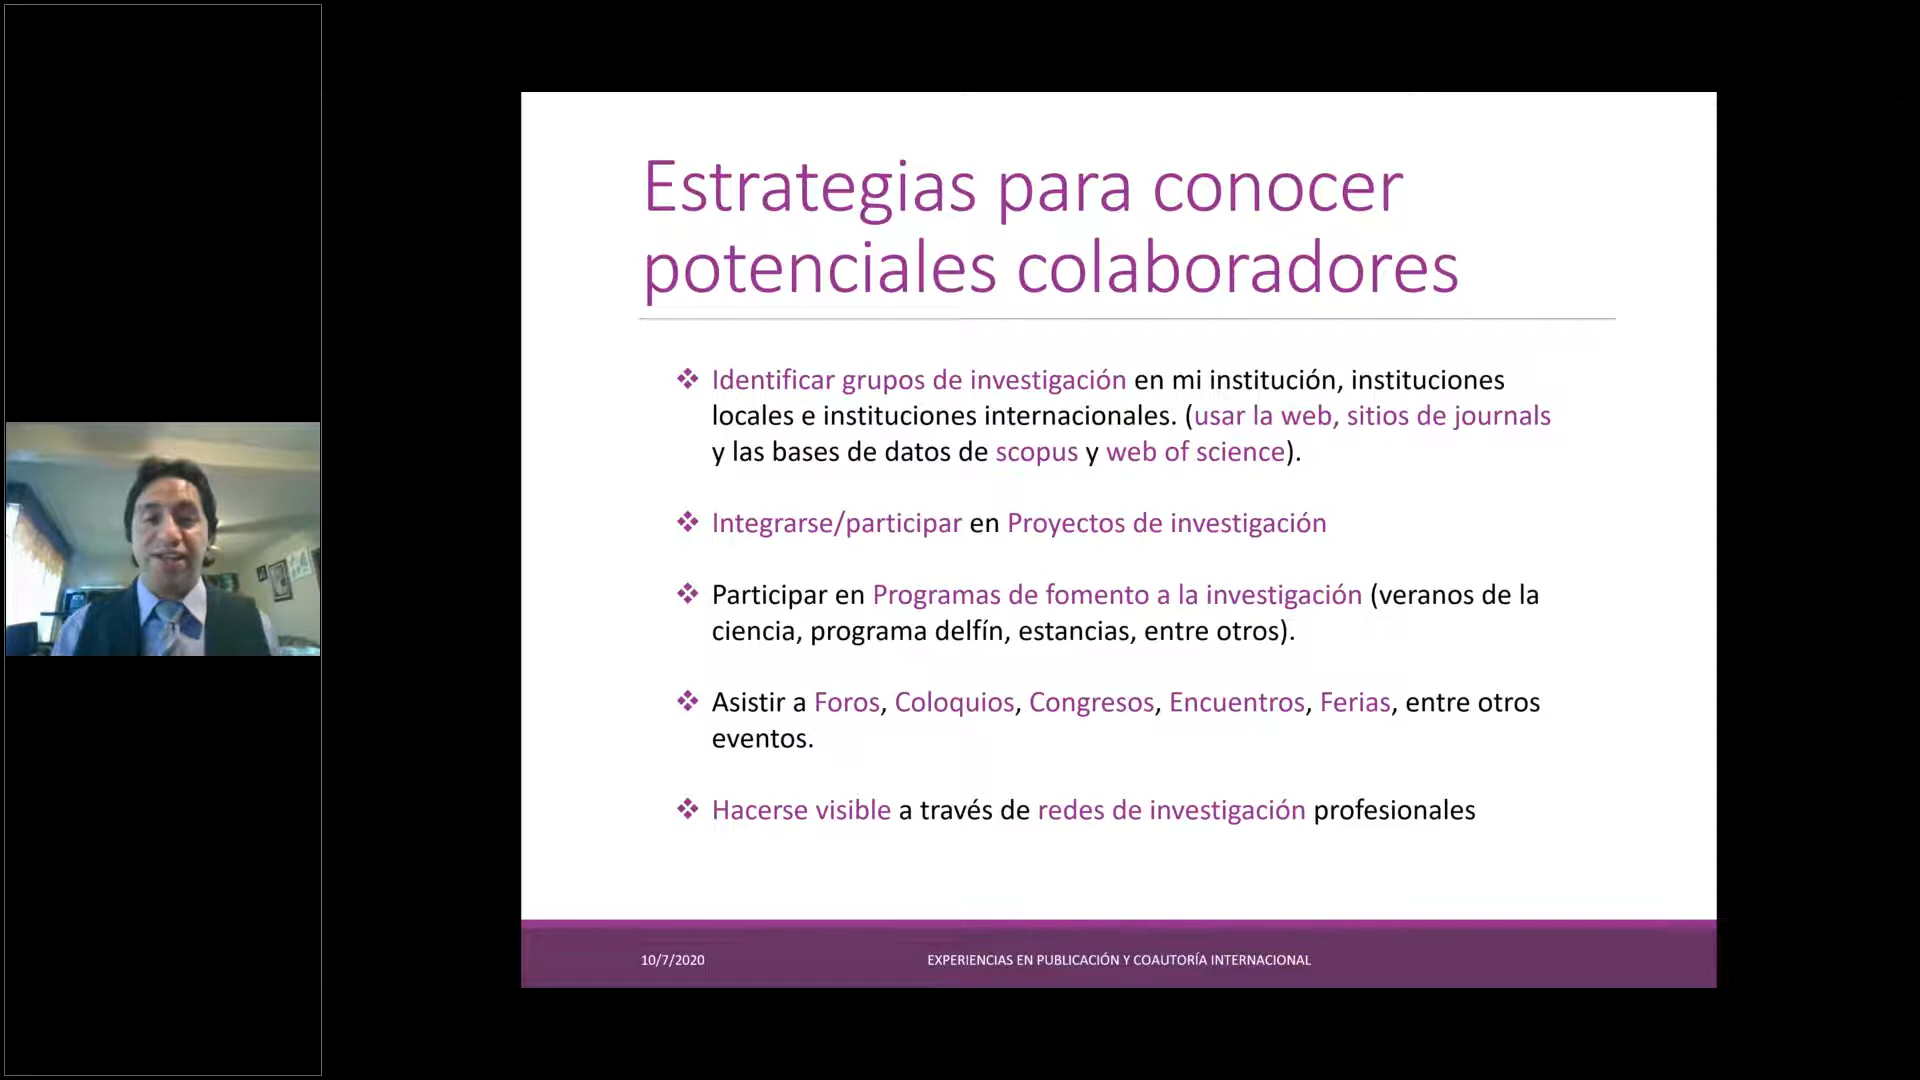 Estrategias para conocer
potenciales colaboradores
❖ Identificar grupos de investigación en mi institución, instituciones
locales e instituciones internacionales. (usar la web, sitios de journals
y las bases de datos de scopus y web of science).
❖ Integrarse/participar en Proyectos de investigación
❖ Participar en Programas de fomento a la investigación (veranos de la
ciencia, programa delfín, estancias, entre otros).
❖ Asistir a Foros, Coloquios, Congresos, Encuentros, Ferias, entre otros
eventos.
❖ Hacerse visible a través de redes de investigación profesionales
10/7/2020
EXPERIENCIAS EN PUBLICACIÓN Y COAUTORÍA INTERNACIONAL